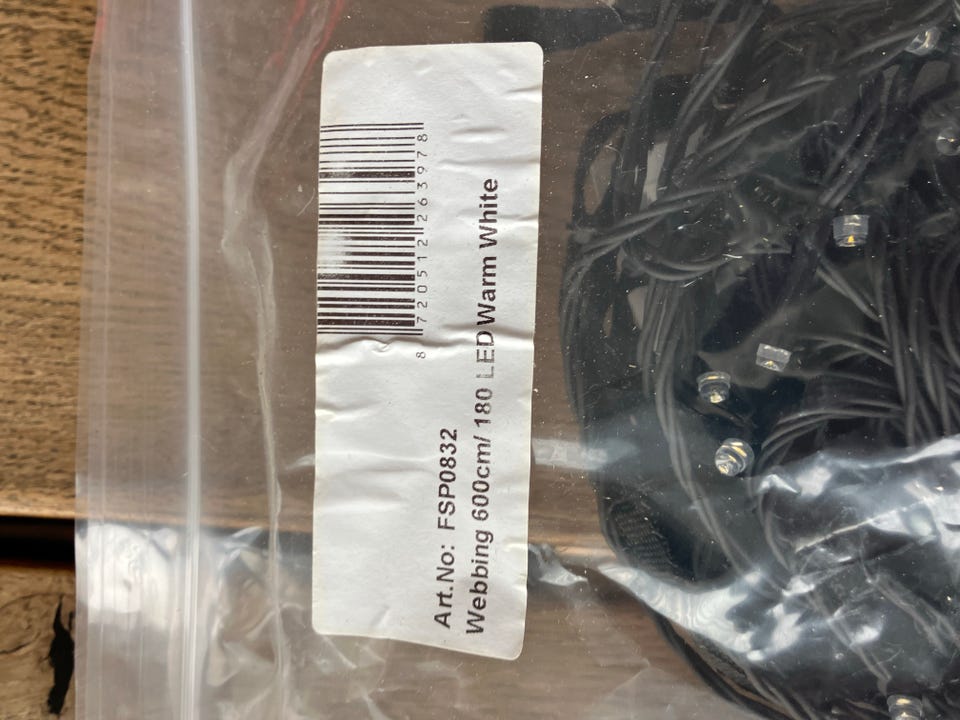 8 720512 263978
Art.No: FSP0832
Webbing 600cm/ 180 LED Warm White